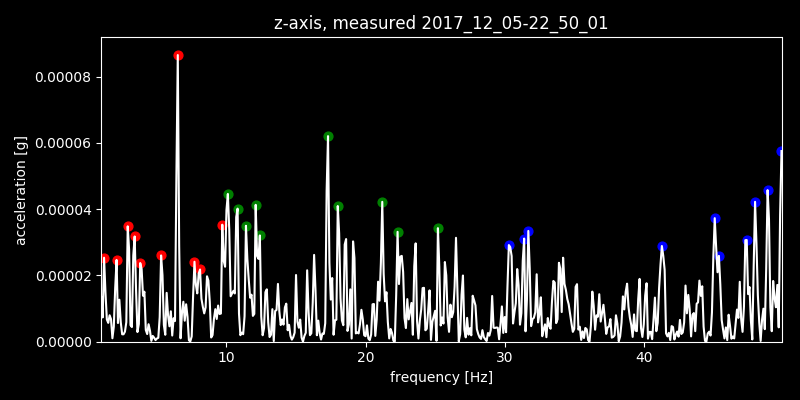 z-axis, measured 2017_12_05-22_50_01
acceleration [g]
0.00008
0.00006
0.00004
0.00002
0.00000
10 20 30 40
frequency [Hz]